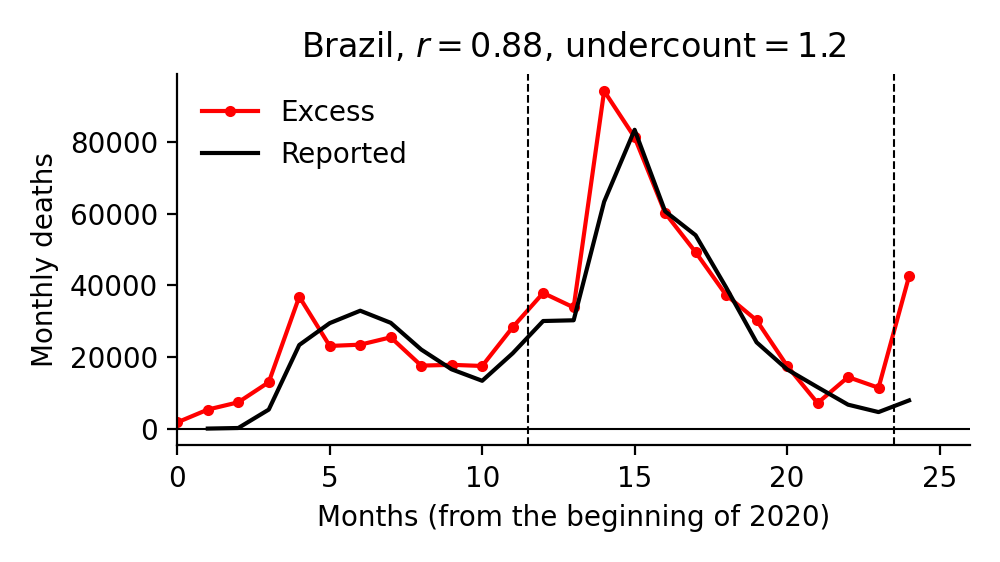 Brazil, r = 0.88, undercount = 1.2
Excess
Reported
Monthly deaths
80000
60000
40000
20000
0
0 5 10 15 20 25
Months (from the beginning of 2020)